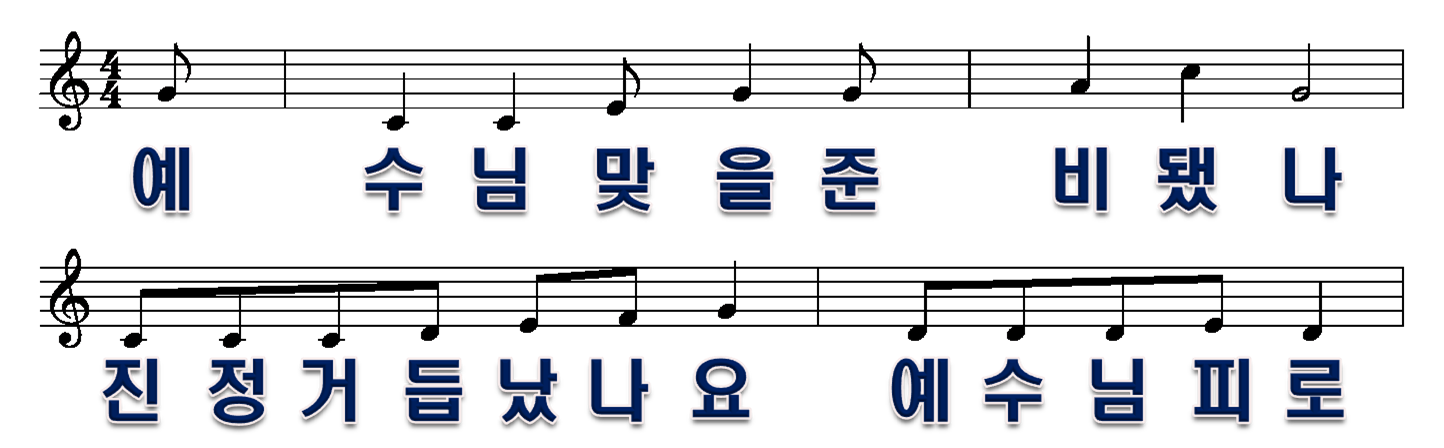 예 수 님 맞 을 준 비 됐 나
진 정 거 듭 났 나 요 예 수 님 피 로